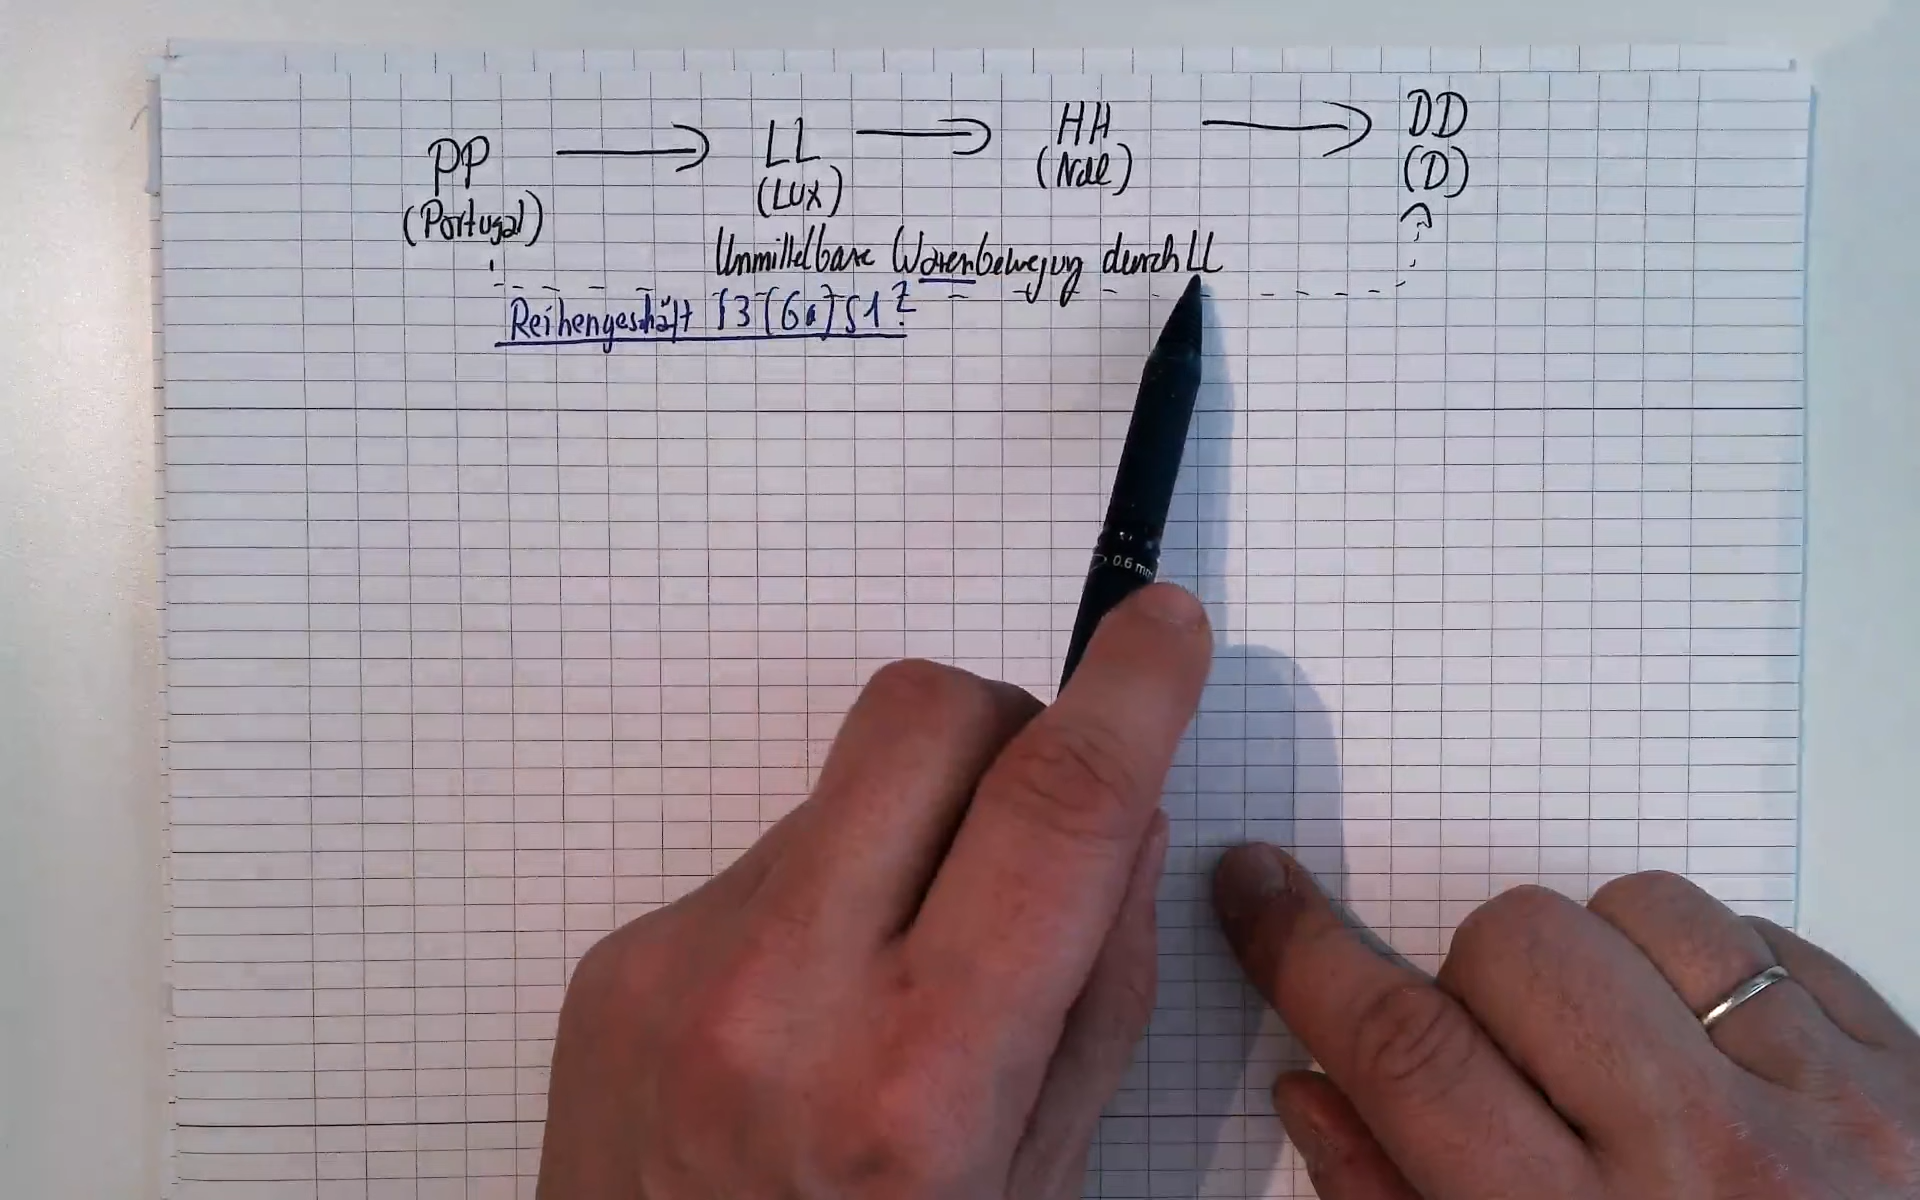 PP LL HH DD
(Portugal) (LUX) (Ndl) (D)
Unmittelbare Warenbewegung durch LL
Reihengeschäft §3(6a) S1?
0.6 mm